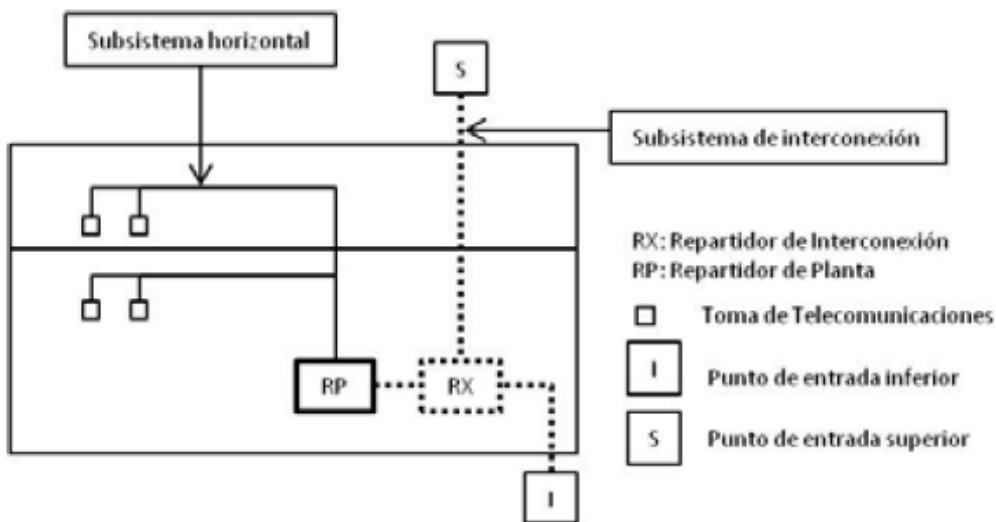 Subsistema horizontal
S
Subsistema de interconexión
RX: Repartidor de Interconexión
RP: Repartidor de Planta
Toma de Telecomunicaciones
RP
RX
I
Punto de entrada inferior
S
Punto de entrada superior
I